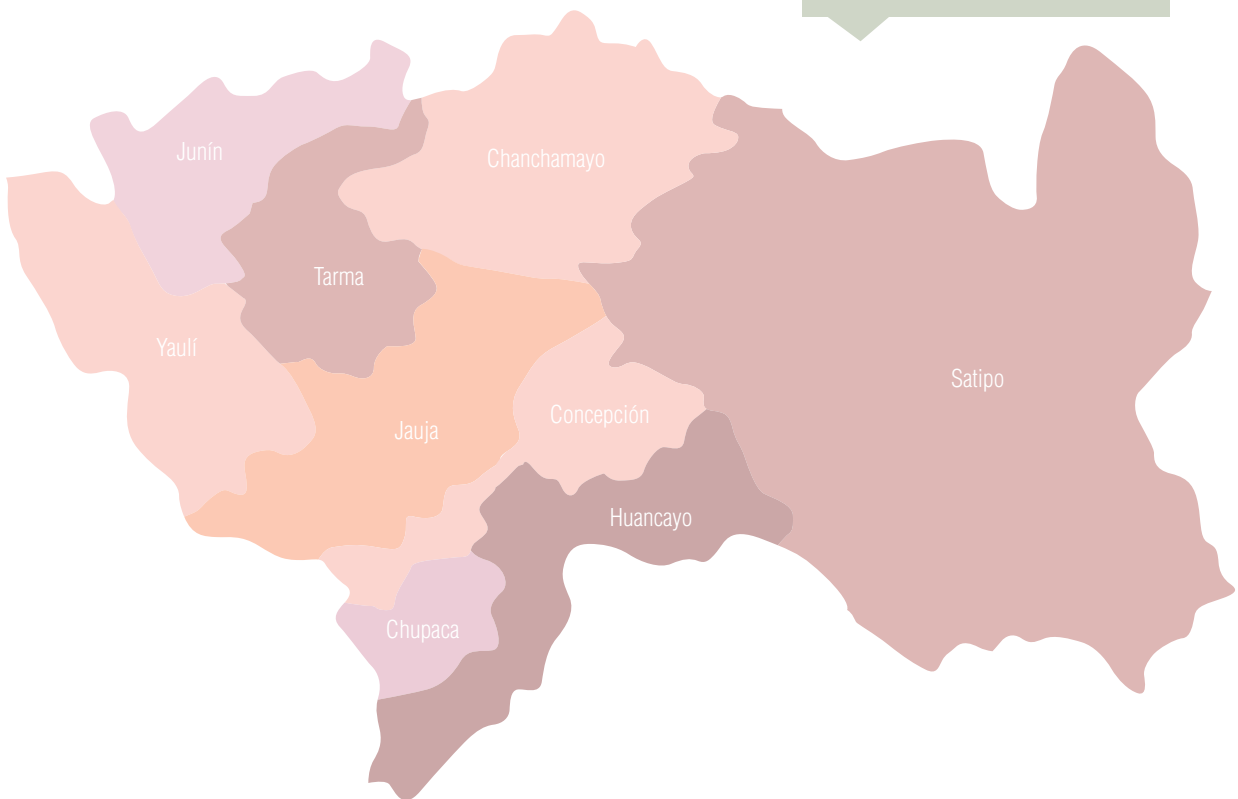 Junín
Chanchamayo
Tarma
Yaulí
Satipo
Concepción
Jauja
Huancayo
Chupaca